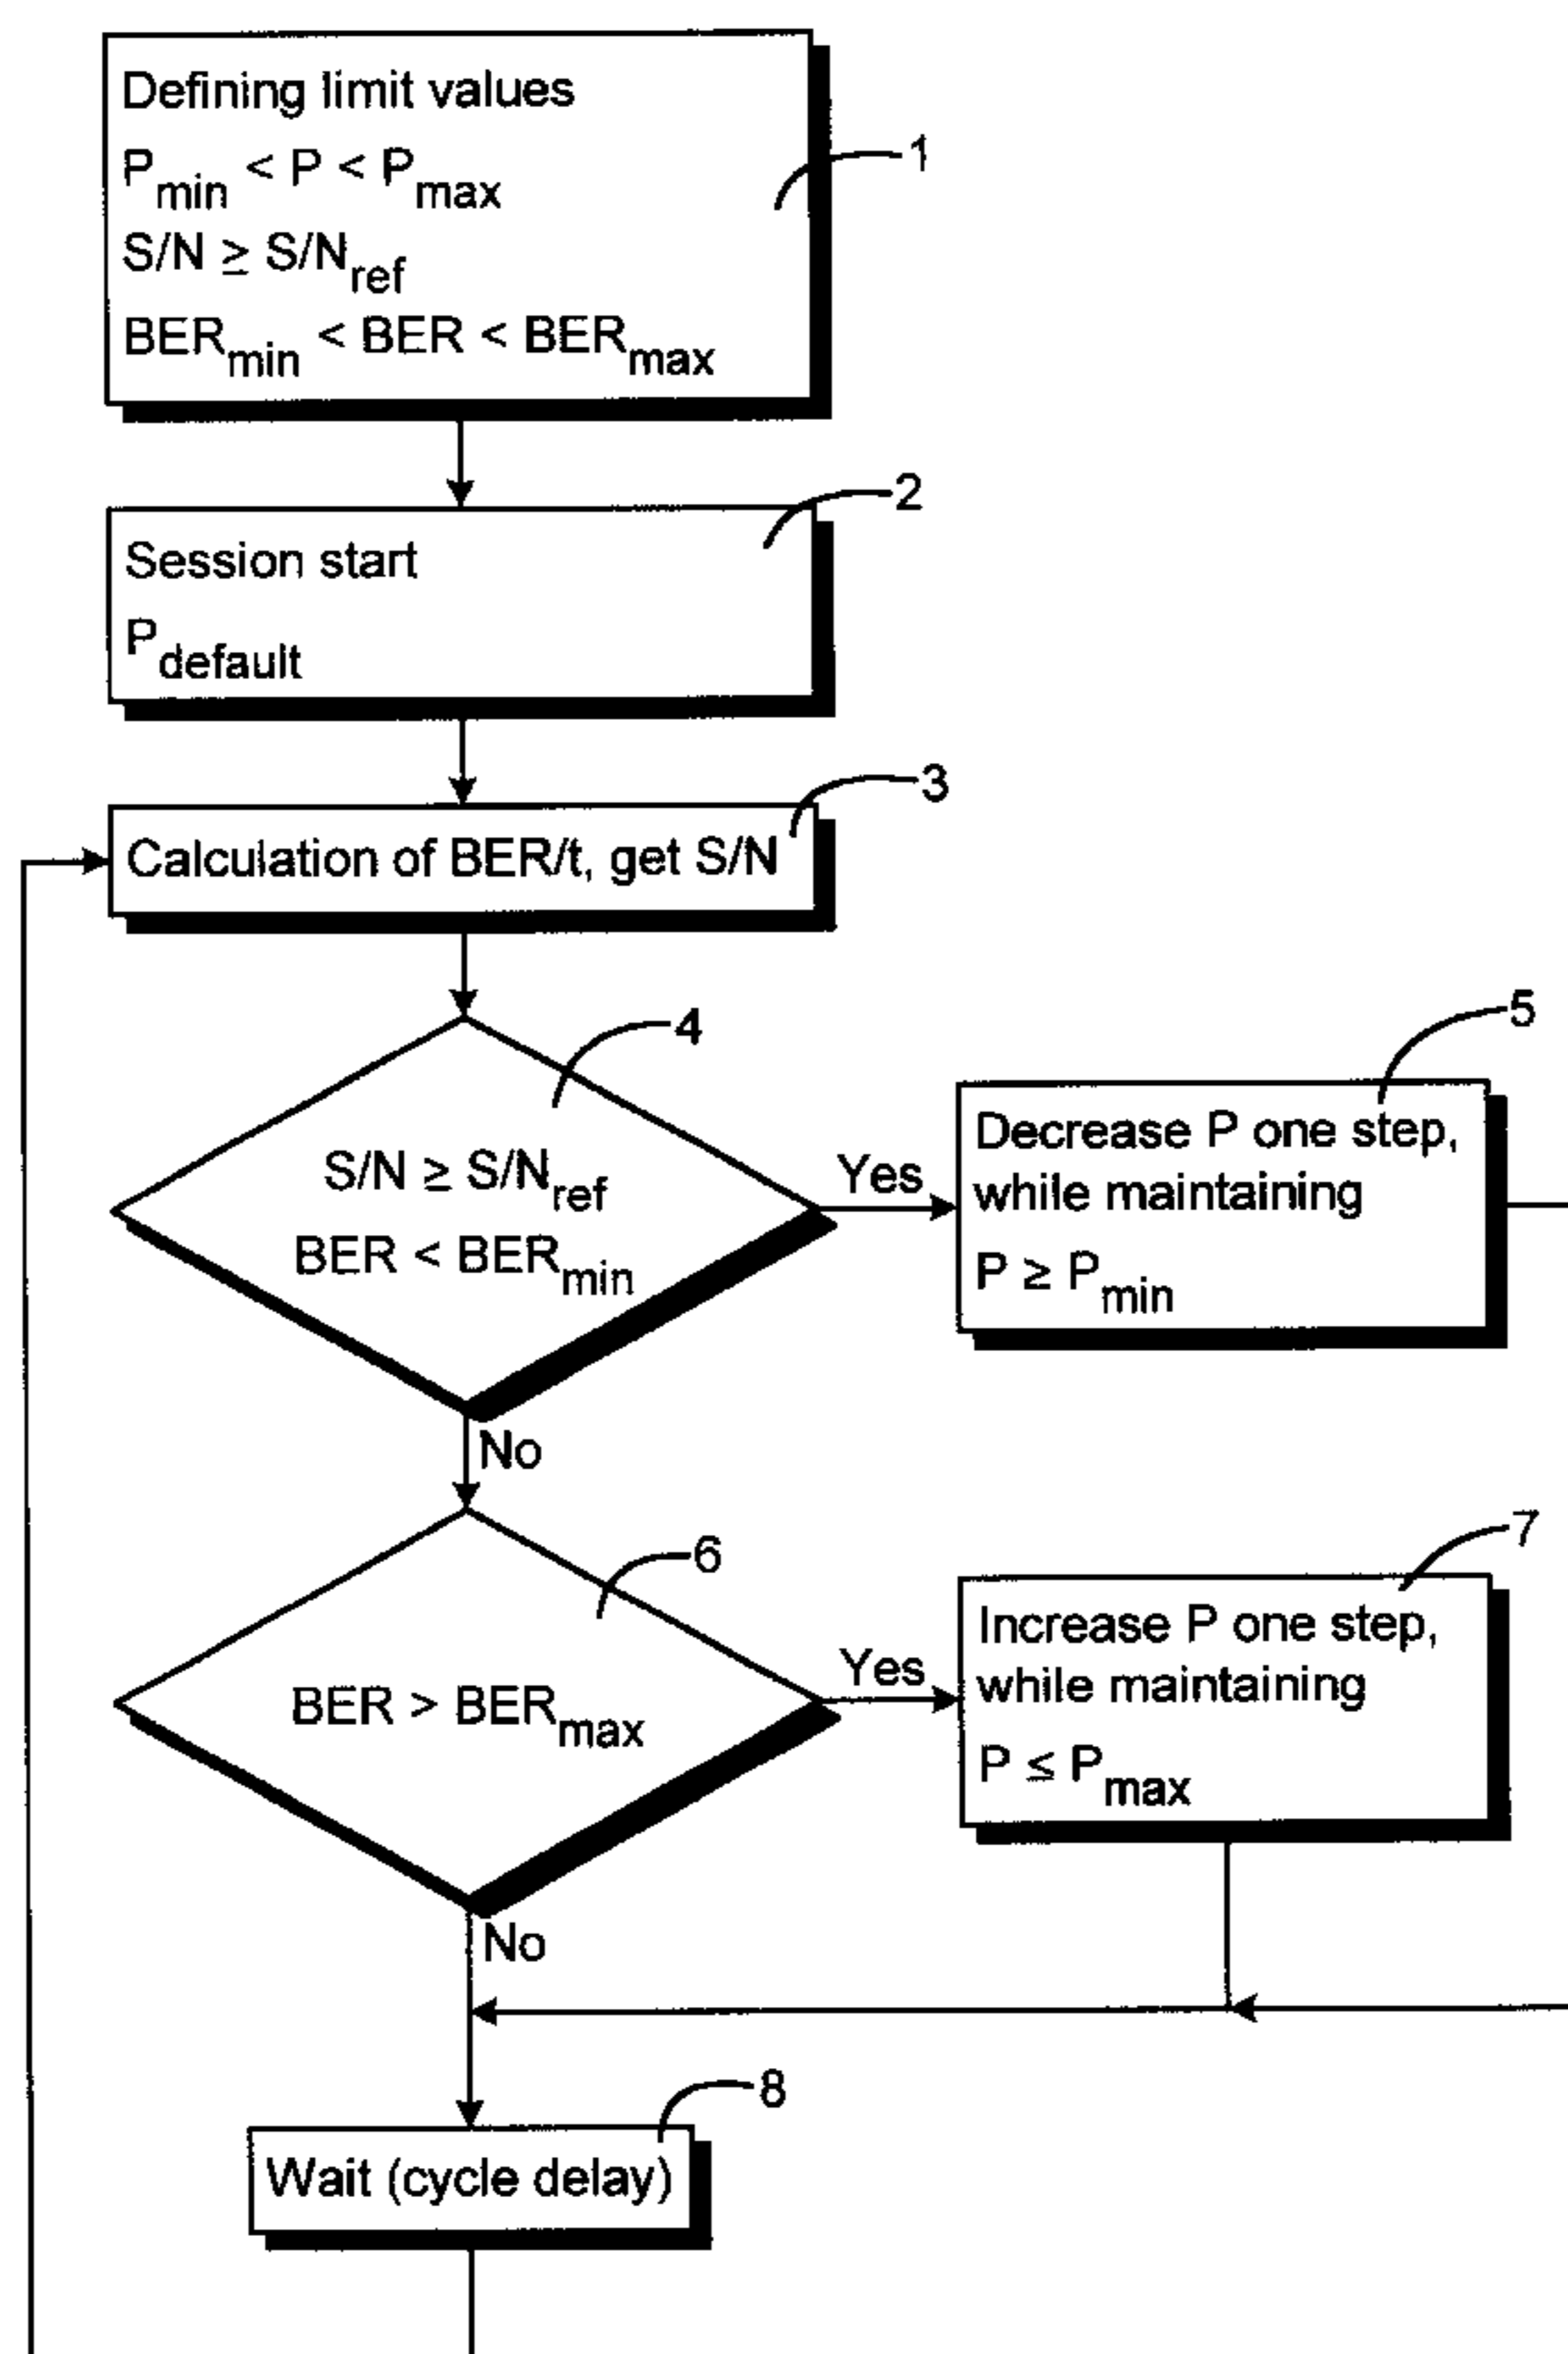 Defining limit values
P_min < P < P_max
S/N ≥ S/N_ref
BER_min < BER < BER_max
1
2
Session start
P_default
3
Calculation of BER/t, get S/N
4
S/N ≥ S/N_ref
BER < BER_min
Yes
5
Decrease P one step,
while maintaining
P ≥ P_min
No
6
BER > BER_max
Yes
7
Increase P one step,
while maintaining
P ≤ P_max
No
8
Wait (cycle delay)